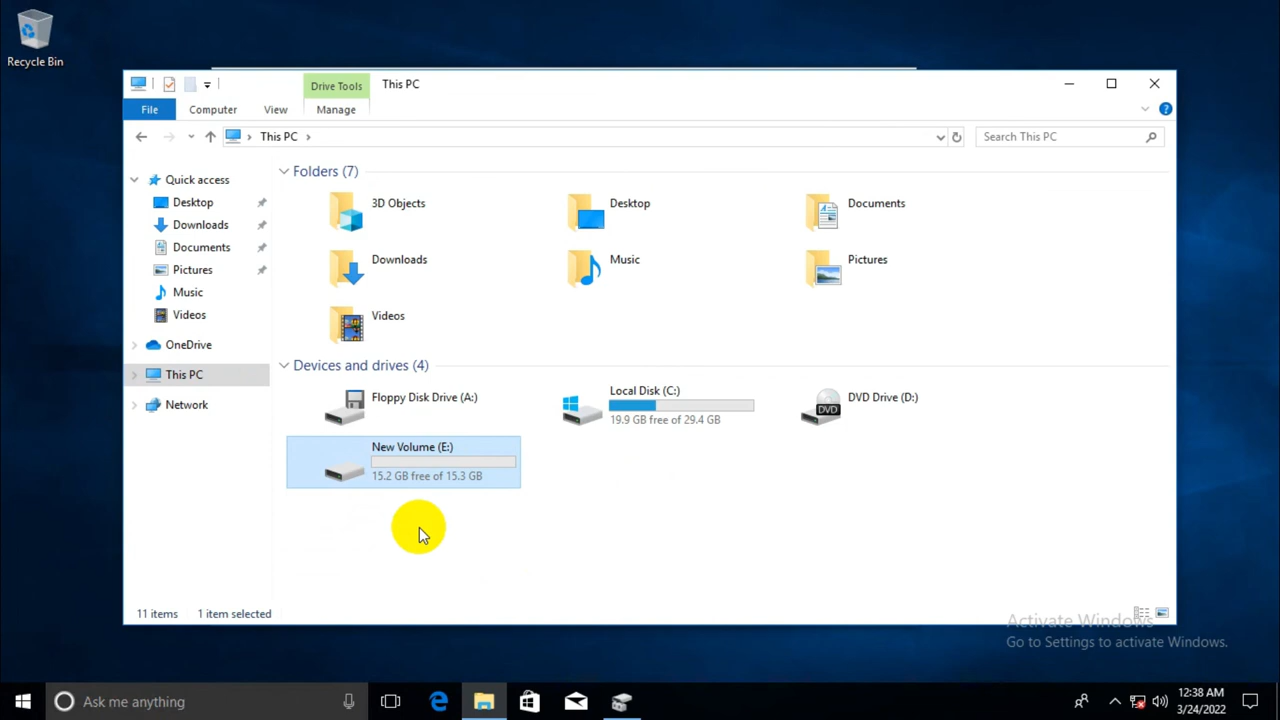 Recycle Bin
Drive Tools
This PC
File
Computer
View
Manage
This PC
Search This PC
Quick access
Desktop
Downloads
Documents
Pictures
Music
Videos
OneDrive
This PC
Network
Folders (7)
3D Objects
Desktop
Documents
Downloads
Music
Pictures
Videos
Devices and drives (4)
Floppy Disk Drive (A:)
Local Disk (C:)
19.9 GB free of 29.4 GB
DVD Drive (D:)
DVD
New Volume (E:)
15.2 GB free of 15.3 GB
11 items
1 item selected
Activate Windows
Go to Settings to activate Windows.
Ask me anything
12:38 AM
3/24/2022